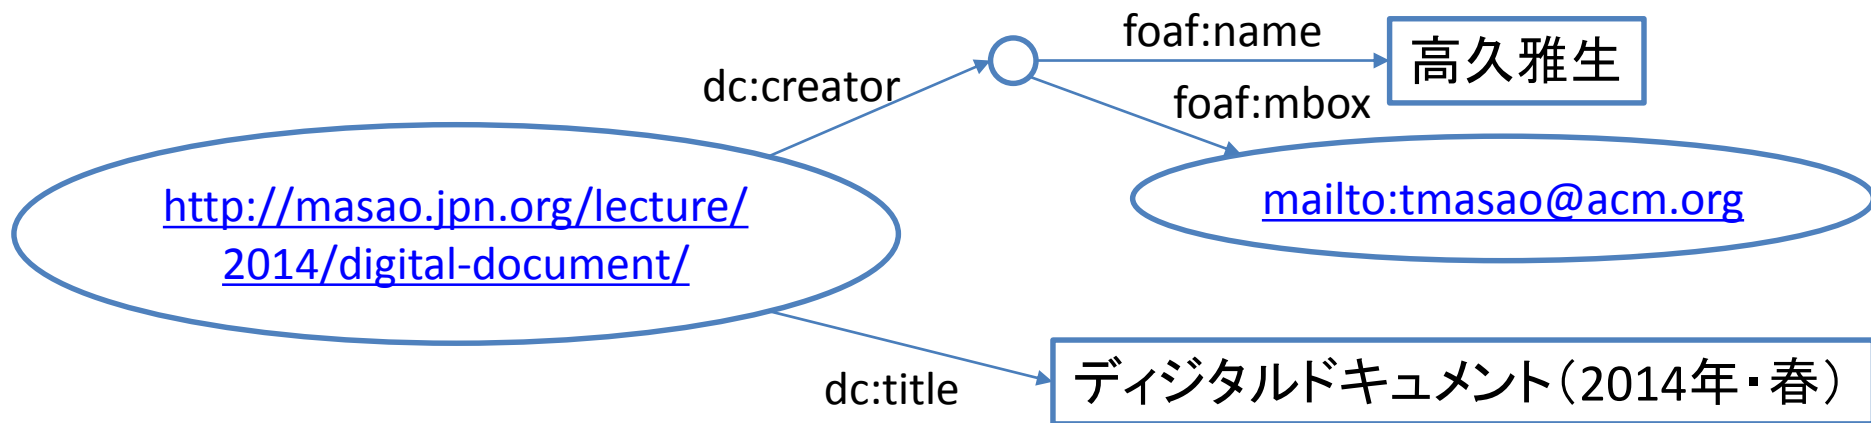 foaf:name
高久雅生
dc:creator
foaf:mbox
http://masao.jpn.org/lecture/
2014/digital-document/
mailto:tmasao@acm.org
dc:title
ディジタルドキュメント（2014年・春）